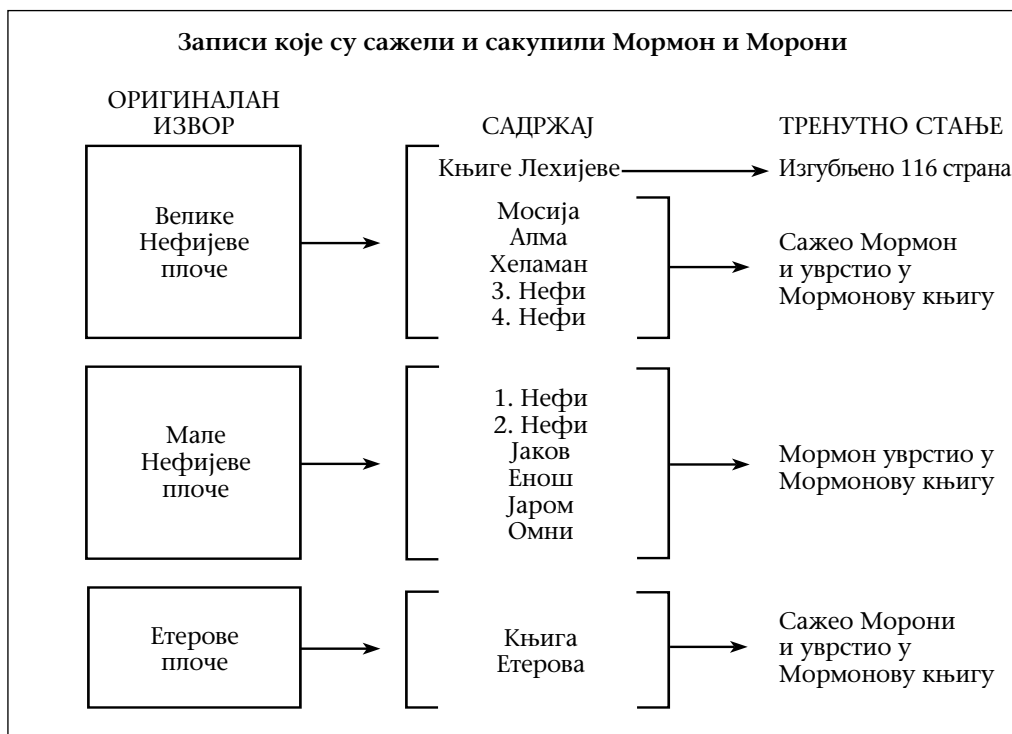 Записи које су сажели и сакупили Мормон и Морони
ОРИГИНАЛАН
ИЗВОР
САДРЖАЈ
ТРЕНУТНО СТАЊЕ
Велике
Нефијеве
плоче
Књиге Лехијеве
Изгубљено 116 страна
Мосија
Алма
Хеламан
3. Нефи
4. Нефи
Сажео Мормон
и уврстио у
Мормонову књигу
Мале
Нефијеве
плоче
1. Нефи
2. Нефи
Јаков
Енош
Јаром
Омни
Мормон уврстио у
Мормонову књигу
Етерове
плоче
Књига
Етерова
Сажео Морони
и уврстио у
Мормонову књигу